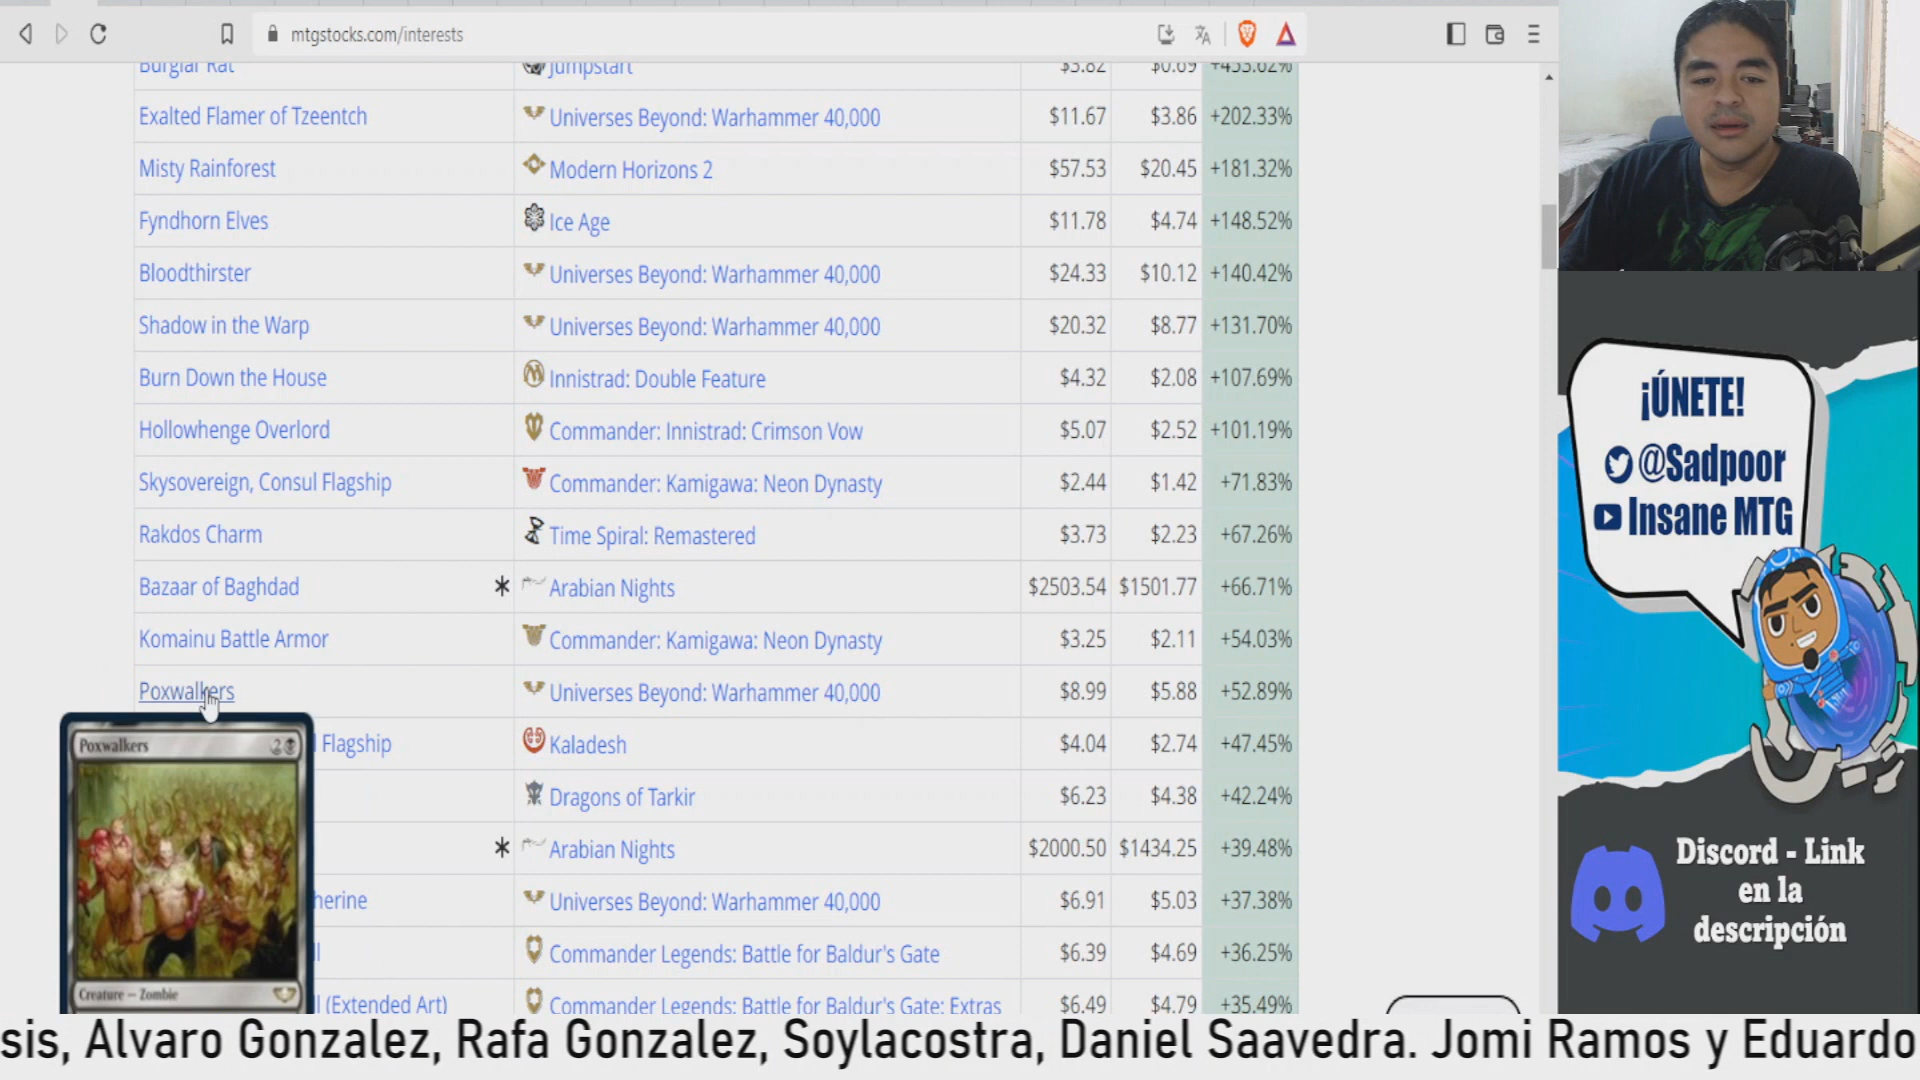 mtgstocks.com/interests
Burglar Rat Jumpstart $3.82 $0.69 +453.62%
Exalted Flamer of Tzeentch Universes Beyond: Warhammer 40,000 $11.67 $3.86 +202.33%
Misty Rainforest Modern Horizons 2 $57.53 $20.45 +181.32%
Fyndhorn Elves Ice Age $11.78 $4.74 +148.52%
Bloodthirster Universes Beyond: Warhammer 40,000 $24.33 $10.12 +140.42%
Shadow in the Warp Universes Beyond: Warhammer 40,000 $20.32 $8.77 +131.70%
Burn Down the House Innistrad: Double Feature $4.32 $2.08 +107.69%
Hollowhenge Overlord Commander: Innistrad: Crimson Vow $5.07 $2.52 +101.19%
Skysovereign, Consul Flagship Commander: Kamigawa: Neon Dynasty $2.44 $1.42 +71.83%
Rakdos Charm Time Spiral: Remastered $3.73 $2.23 +67.26%
Bazaar of Baghdad * Arabian Nights $2503.54 $1501.77 +66.71%
Komainu Battle Armor Commander: Kamigawa: Neon Dynasty $3.25 $2.11 +54.03%
Poxwalkers Universes Beyond: Warhammer 40,000 $8.99 $5.88 +52.89%
Flagship Kaladesh $4.04 $2.74 +47.45%
Dragons of Tarkir $6.23 $4.38 +42.24%
* Arabian Nights $2000.50 $1434.25 +39.48%
herine Universes Beyond: Warhammer 40,000 $6.91 $5.03 +37.38%
Commander Legends: Battle for Baldur's Gate $6.39 $4.69 +36.25%
(Extended Art) Commander Legends: Battle for Baldur's Gate: Extras $6.49 $4.79 +35.49%
Poxwalkers 2
Creature – Zombie
¡ÚNETE!
@Sadpoor
Insane MTG
Discord - Link
en la
descripción
sis, Alvaro Gonzalez, Rafa Gonzalez, Soylacostra, Daniel Saavedra. Jomi Ramos y Eduardo